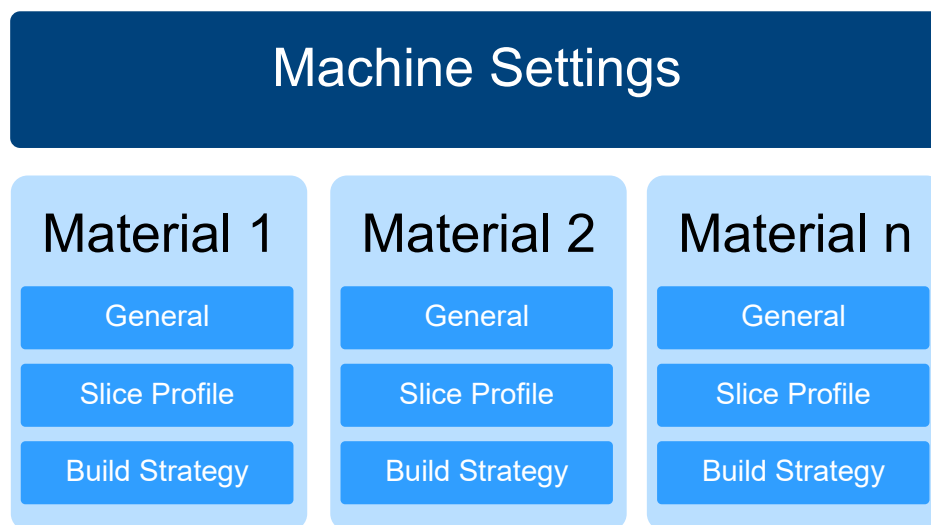 Machine Settings
Material 1
General
Slice Profile
Build Strategy
Material 2
General
Slice Profile
Build Strategy
Material n
General
Slice Profile
Build Strategy